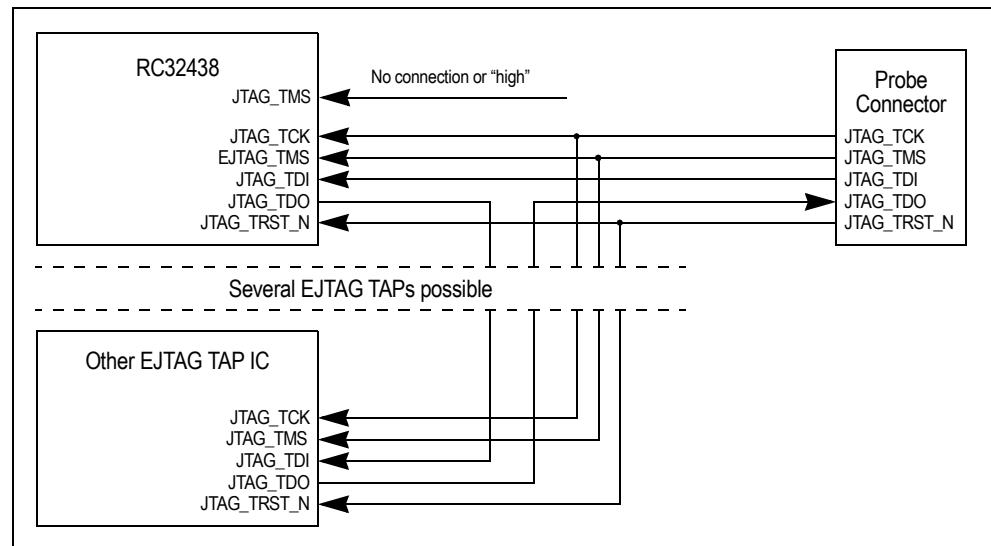 RC32438
JTAG_TMS
No connection or “high”
JTAG_TCK
EJTAG_TMS
JTAG_TDI
JTAG_TDO
JTAG_TRST_N
Probe
Connector
JTAG_TCK
JTAG_TMS
JTAG_TDI
JTAG_TDO
JTAG_TRST_N
Several EJTAG TAPs possible
Other EJTAG TAP IC
JTAG_TCK
JTAG_TMS
JTAG_TDI
JTAG_TDO
JTAG_TRST_N